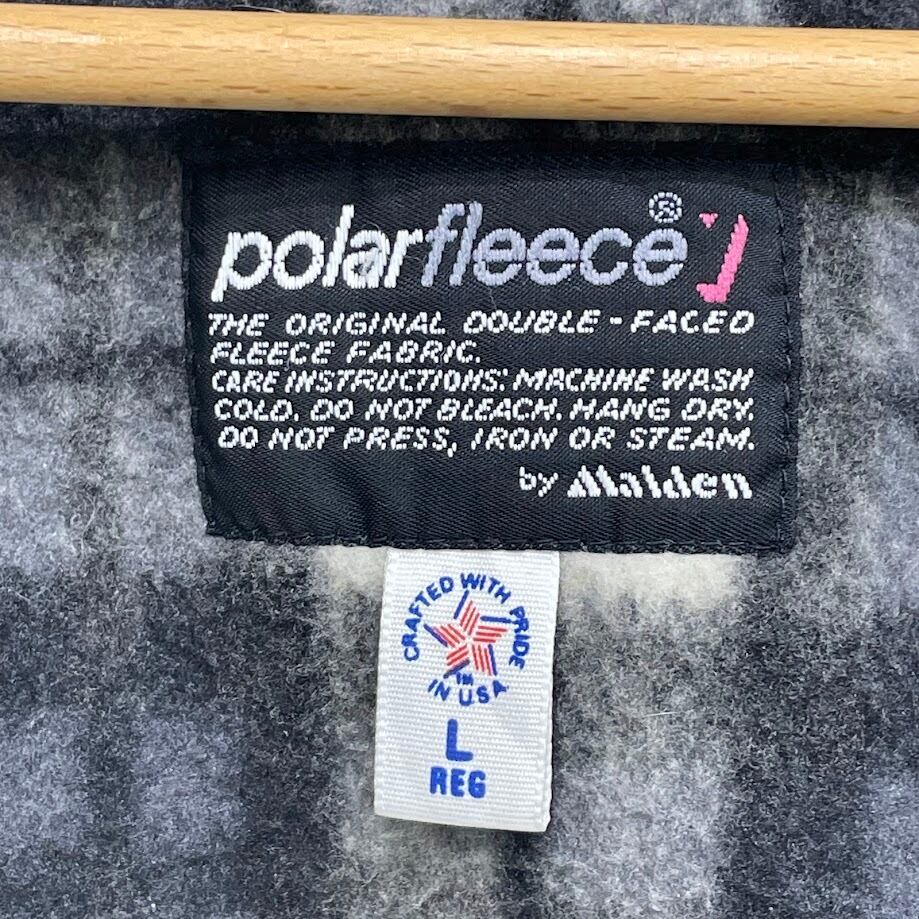 polarfleece®
THE ORIGINAL DOUBLE-FACED
FLEECE FABRIC.
CARE INSTRUCTIONS: MACHINE WASH
COLD. DO NOT BLEACH. HANG DRY.
DO NOT PRESS, IRON OR STEAM.
by Malden
CRAFTED WITH PRIDE
IN USA
TM
L
REG